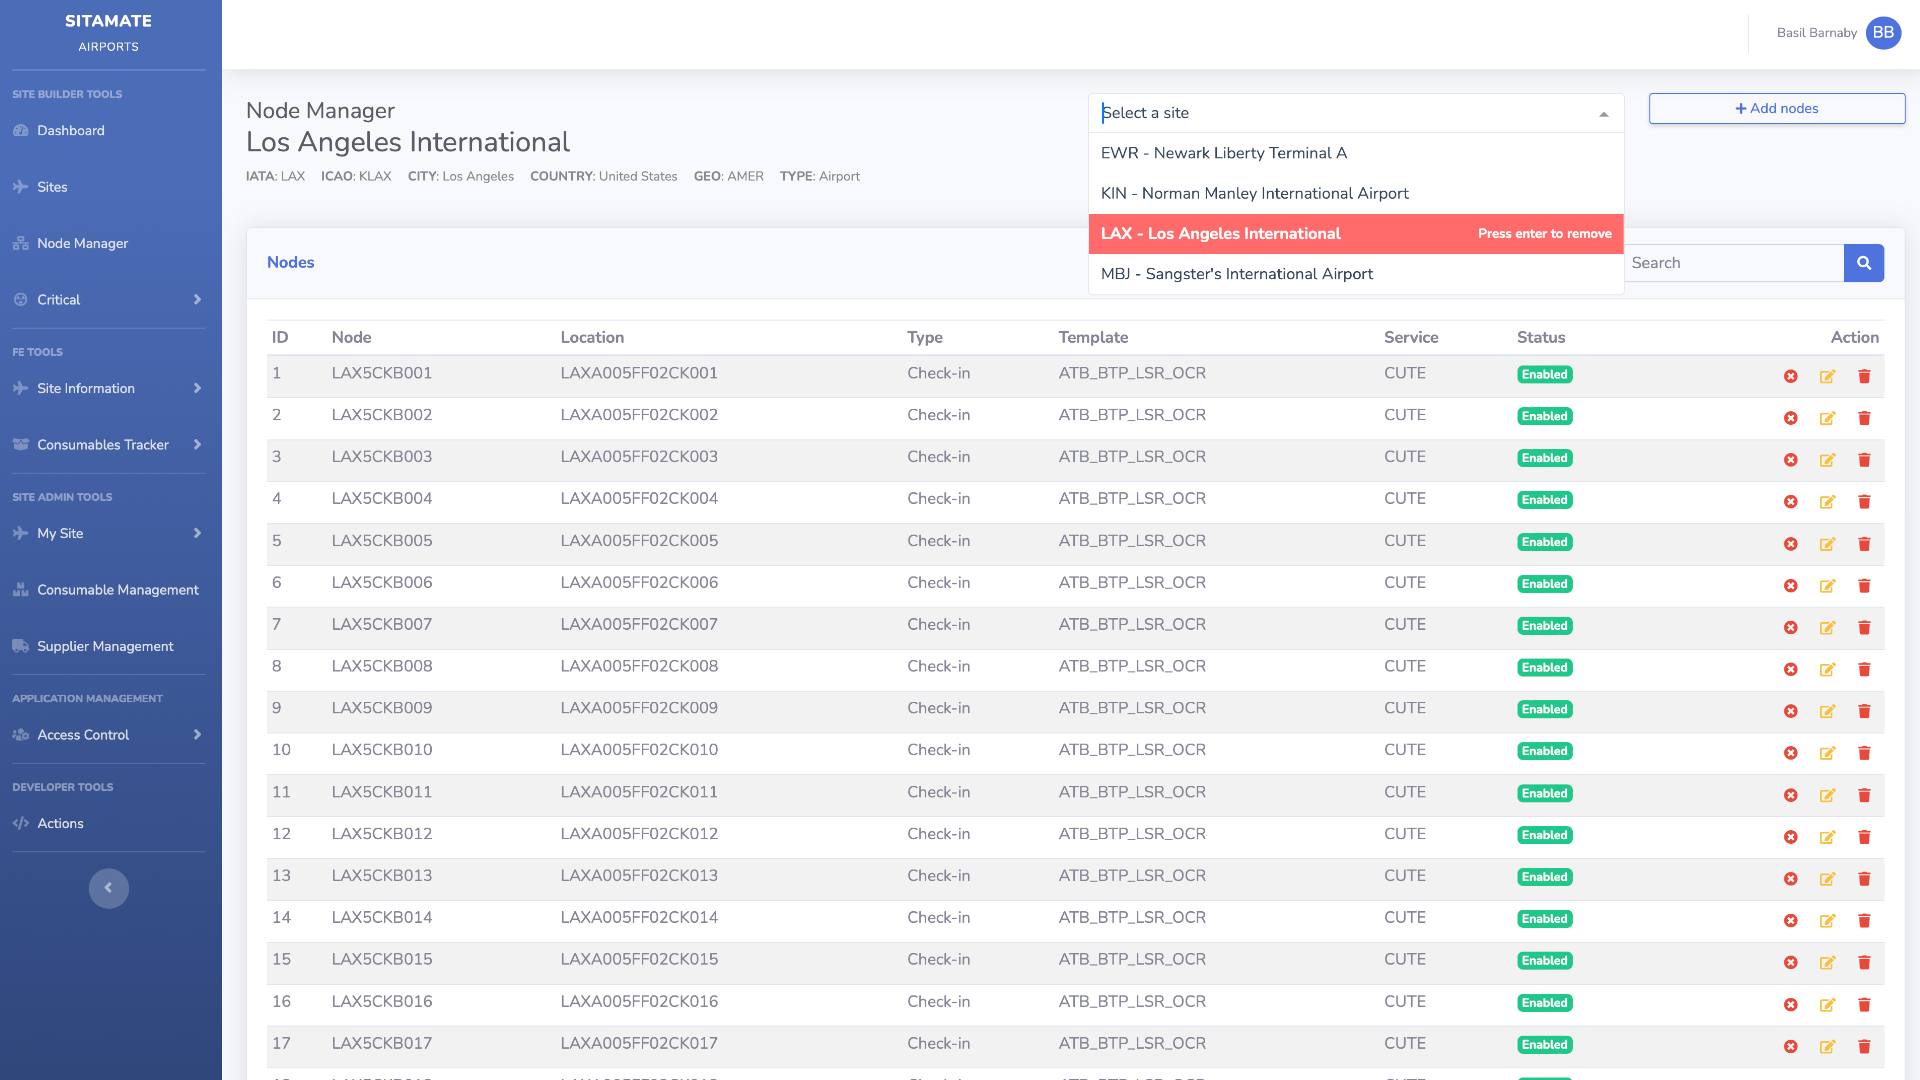 SITAMATE
AIRPORTS
SITE BUILDER TOOLS
Dashboard
Sites
Node Manager
Critical
FE TOOLS
Site Information
Consumables Tracker
SITE ADMIN TOOLS
My Site
Consumable Management
Supplier Management
APPLICATION MANAGEMENT
Access Control
DEVELOPER TOOLS
Actions
Basil Barnaby BB
Node Manager
Los Angeles International
IATA: LAX ICAO: KLAX CITY: Los Angeles COUNTRY: United States GEO: AMER TYPE: Airport
Select a site
EWR - Newark Liberty Terminal A
KIN - Norman Manley International Airport
LAX - Los Angeles International Press enter to remove
MBJ - Sangster's International Airport
+ Add nodes
Nodes
Search
ID Node Location Type Template Service Status Action
1 LAX5CKB001 LAXA005FF02CK001 Check-in ATB_BTP_LSR_OCR CUTE Enabled
2 LAX5CKB002 LAXA005FF02CK002 Check-in ATB_BTP_LSR_OCR CUTE Enabled
3 LAX5CKB003 LAXA005FF02CK003 Check-in ATB_BTP_LSR_OCR CUTE Enabled
4 LAX5CKB004 LAXA005FF02CK004 Check-in ATB_BTP_LSR_OCR CUTE Enabled
5 LAX5CKB005 LAXA005FF02CK005 Check-in ATB_BTP_LSR_OCR CUTE Enabled
6 LAX5CKB006 LAXA005FF02CK006 Check-in ATB_BTP_LSR_OCR CUTE Enabled
7 LAX5CKB007 LAXA005FF02CK007 Check-in ATB_BTP_LSR_OCR CUTE Enabled
8 LAX5CKB008 LAXA005FF02CK008 Check-in ATB_BTP_LSR_OCR CUTE Enabled
9 LAX5CKB009 LAXA005FF02CK009 Check-in ATB_BTP_LSR_OCR CUTE Enabled
10 LAX5CKB010 LAXA005FF02CK010 Check-in ATB_BTP_LSR_OCR CUTE Enabled
11 LAX5CKB011 LAXA005FF02CK011 Check-in ATB_BTP_LSR_OCR CUTE Enabled
12 LAX5CKB012 LAXA005FF02CK012 Check-in ATB_BTP_LSR_OCR CUTE Enabled
13 LAX5CKB013 LAXA005FF02CK013 Check-in ATB_BTP_LSR_OCR CUTE Enabled
14 LAX5CKB014 LAXA005FF02CK014 Check-in ATB_BTP_LSR_OCR CUTE Enabled
15 LAX5CKB015 LAXA005FF02CK015 Check-in ATB_BTP_LSR_OCR CUTE Enabled
16 LAX5CKB016 LAXA005FF02CK016 Check-in ATB_BTP_LSR_OCR CUTE Enabled
17 LAX5CKB017 LAXA005FF02CK017 Check-in ATB_BTP_LSR_OCR CUTE Enabled